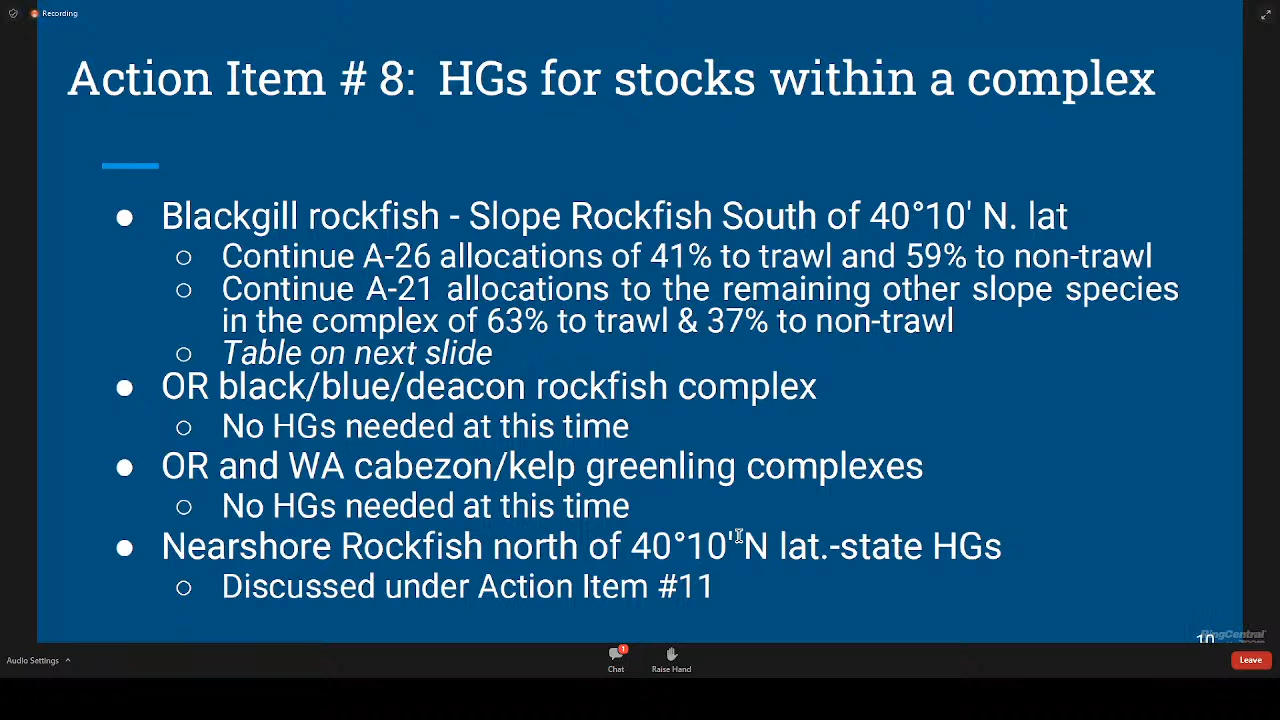 Recording
Action Item # 8: HGs for stocks within a complex
● Blackgill rockfish - Slope Rockfish South of 40°10' N. lat
○ Continue A-26 allocations of 41% to trawl and 59% to non-trawl
○ Continue A-21 allocations to the remaining other slope species
in the complex of 63% to trawl & 37% to non-trawl
○ Table on next slide
● OR black/blue/deacon rockfish complex
○ No HGs needed at this time
● OR and WA cabezon/kelp greenling complexes
○ No HGs needed at this time
● Nearshore Rockfish north of 40°10' N lat.-state HGs
○ Discussed under Action Item #11
RingCentral
10
Audio Settings
1
Chat
Raise Hand
Leave